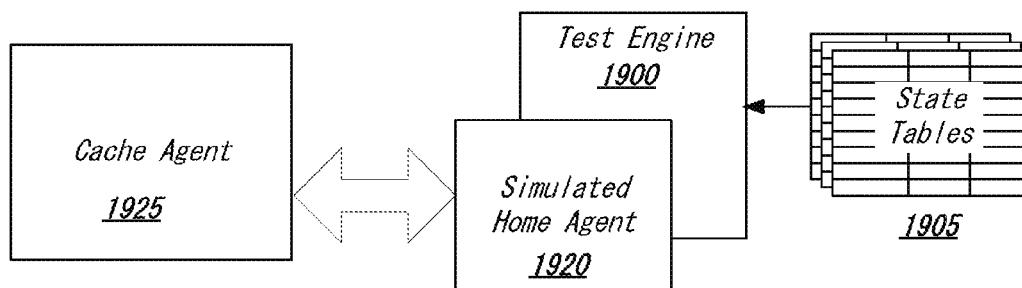 Cache Agent
1925
Test Engine
1900
Simulated
Home Agent
1920
State
Tables
1905